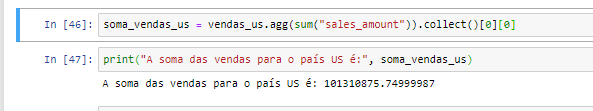 In [46]: soma_vendas_us = vendas_us.agg(sum("sales_amount")).collect()[0][0]
In [47]: print("A soma das vendas para o país US é:", soma_vendas_us)
A soma das vendas para o país US é: 101310875.74999987